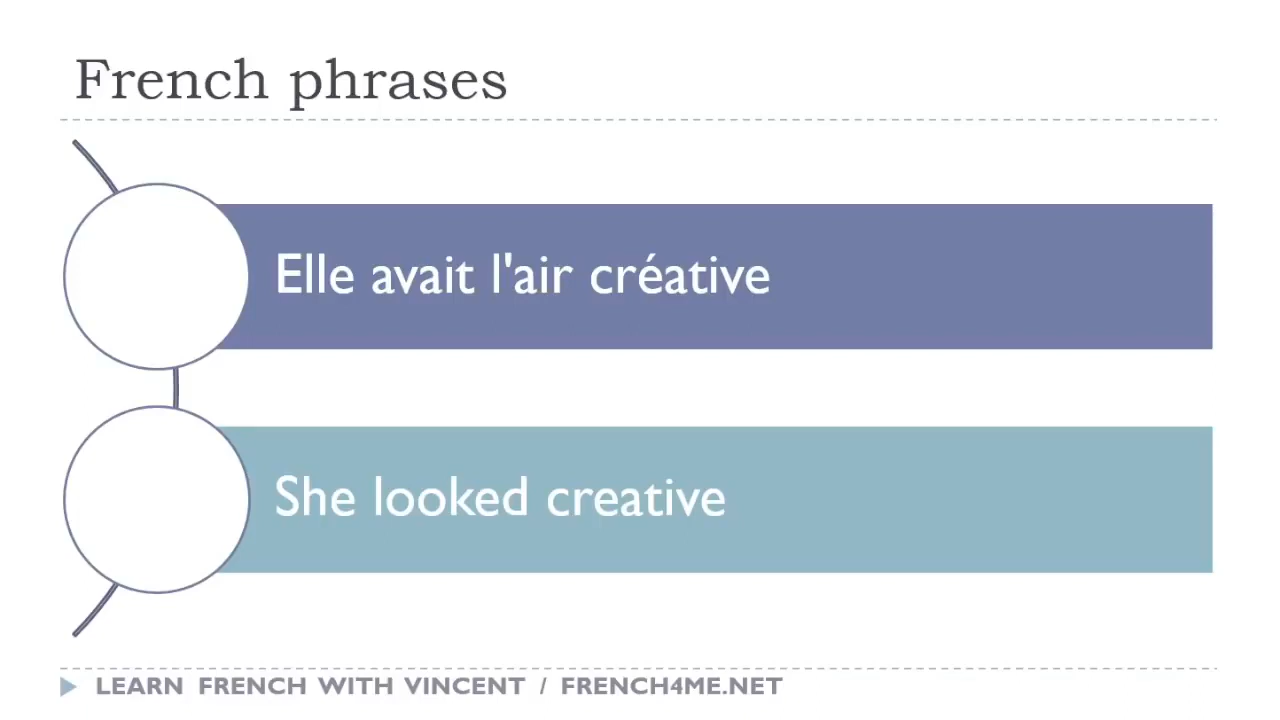 French phrases
Elle avait l'air créative
She looked creative
LEARN FRENCH WITH VINCENT / FRENCH4ME.NET